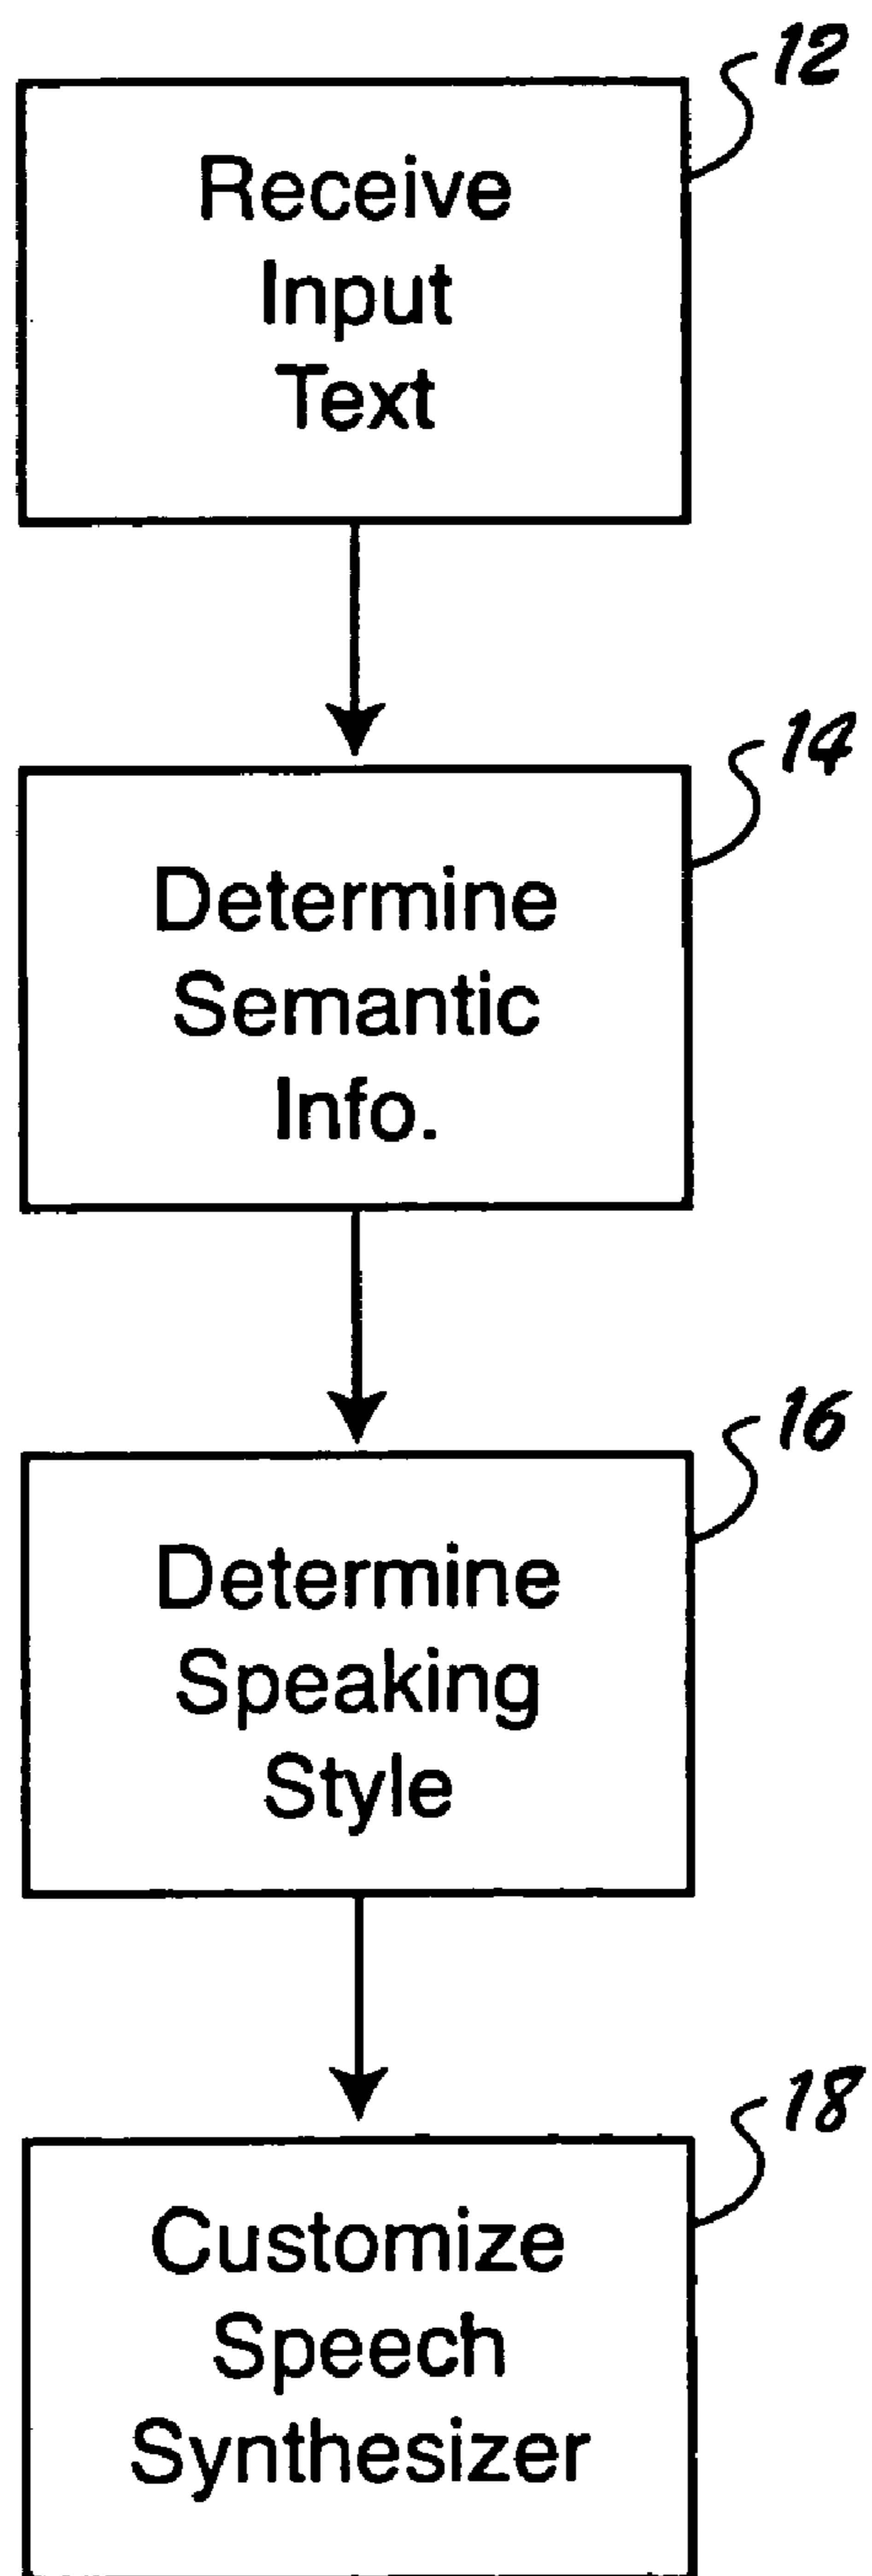 12
Receive
Input
Text
14
Determine
Semantic
Info.
16
Determine
Speaking
Style
18
Customize
Speech
Synthesizer